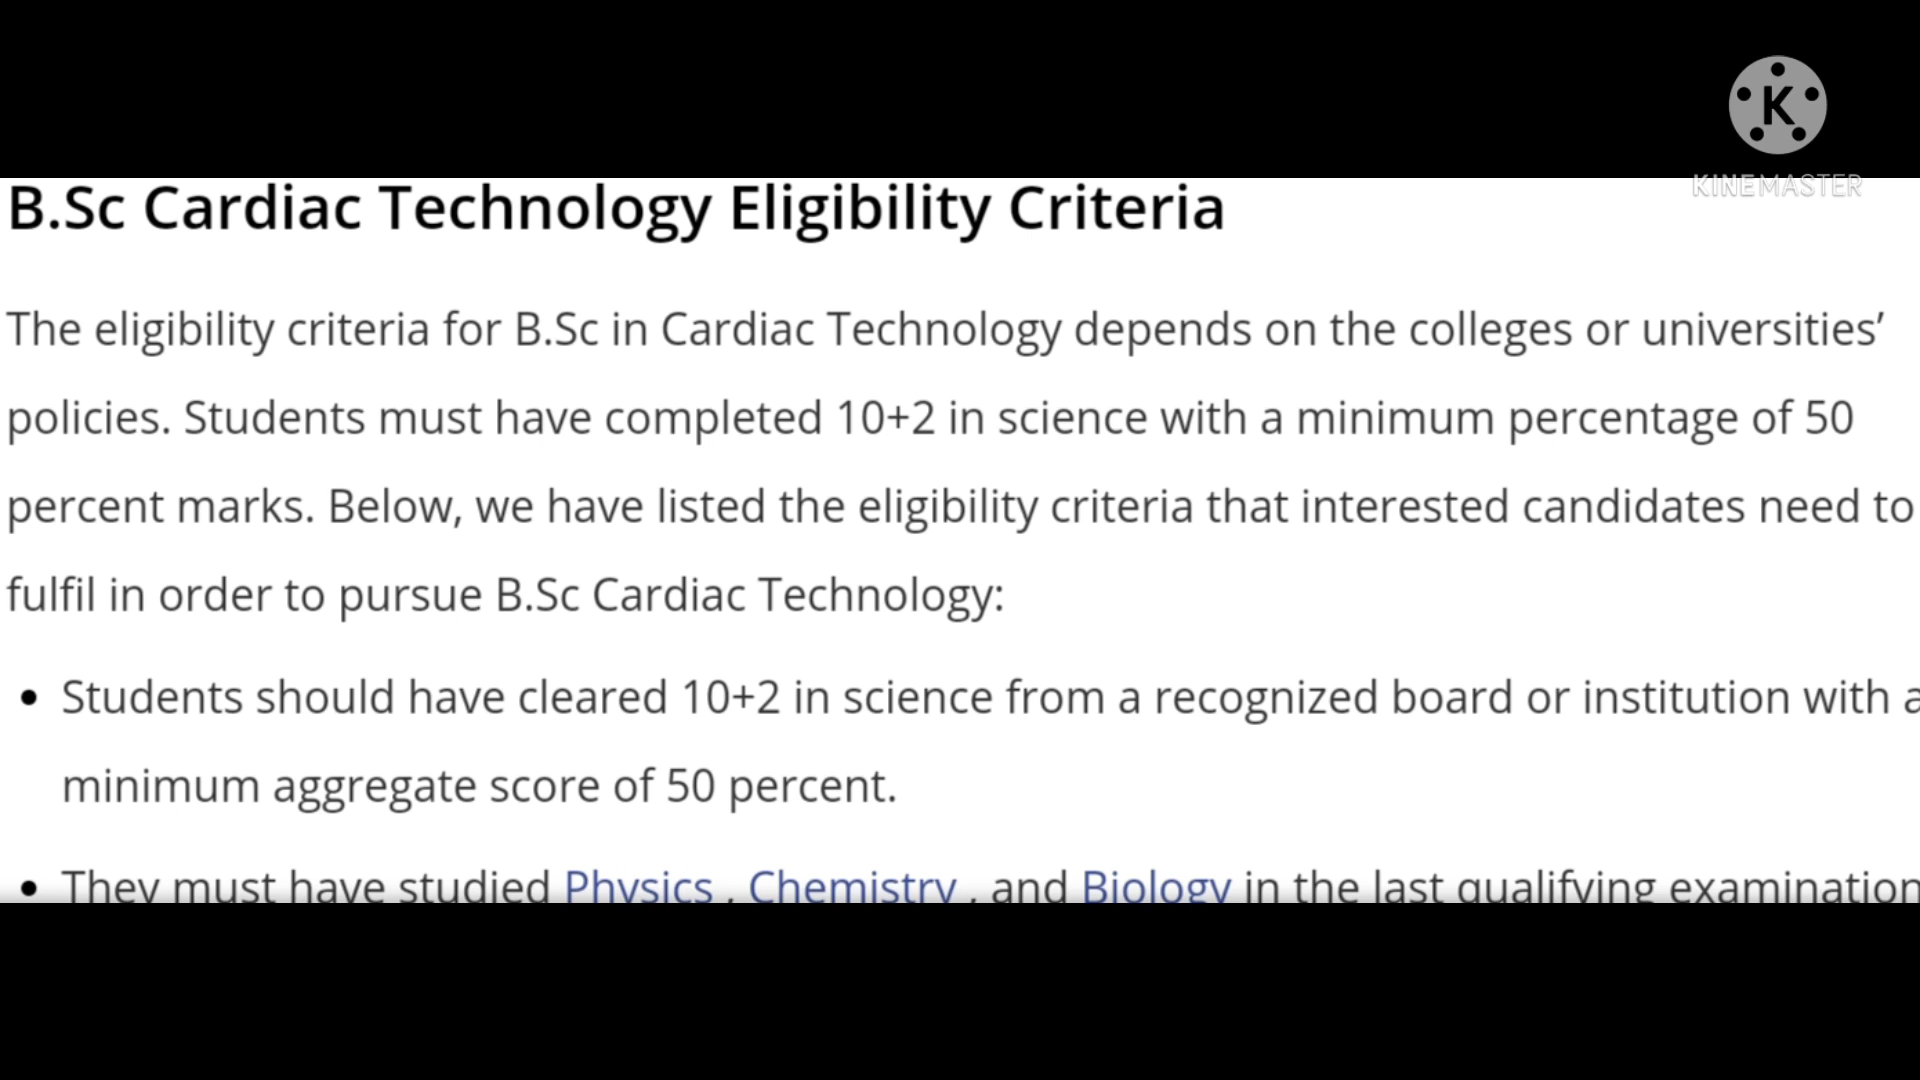 K
KINEMASTER
B.Sc Cardiac Technology Eligibility Criteria
The eligibility criteria for B.Sc in Cardiac Technology depends on the colleges or universities’
policies. Students must have completed 10+2 in science with a minimum percentage of 50
percent marks. Below, we have listed the eligibility criteria that interested candidates need to
fulfil in order to pursue B.Sc Cardiac Technology:
• Students should have cleared 10+2 in science from a recognized board or institution with a
minimum aggregate score of 50 percent.
• They must have studied Physics , Chemistry , and Biology in the last qualifying examination